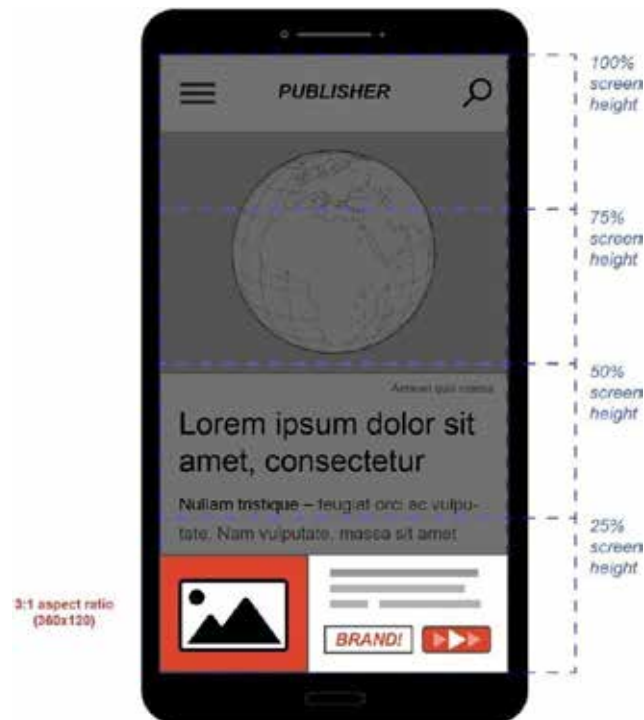 PUBLISHER
100%
screen
height
75%
screen
height
50%
screen
height
Lorem ipsum dolor sit
amet, consectetur
Nullam tristique – feugiat orci ac vulpu-
tate. Nam vulputate, massa sit amet
25%
screen
height
3:1 aspect ratio
(360x120)
BRAND!